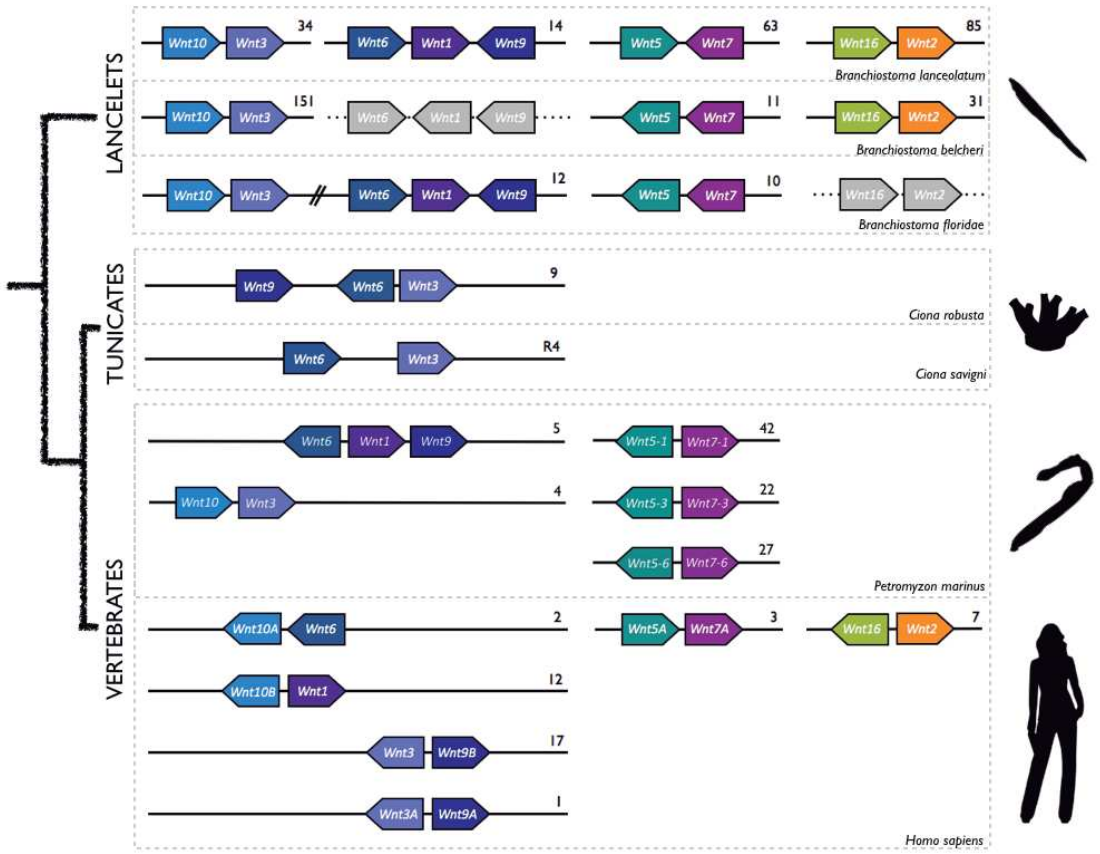 LANCELETS
34 14 63 85
Wnt10 Wnt3 Wnt6 Wnt1 Wnt9 Wnt5 Wnt7 Wnt16 Wnt2
Branchiostoma lanceolatum
151 11 31
Wnt10 Wnt3 Wnt6 Wnt1 Wnt9 Wnt5 Wnt7 Wnt16 Wnt2
Branchiostoma belcheri
12 10
Wnt10 Wnt3 // Wnt6 Wnt1 Wnt9 Wnt5 Wnt7 Wnt16 Wnt2
Branchiostoma floridae
TUNICATES
9
Wnt9 Wnt6 Wnt3
Ciona robusta
R4
Wnt6 Wnt3
Ciona savigni
VERTEBRATES
5 42
Wnt6 Wnt1 Wnt9 Wnt5-1 Wnt7-1
4 22
Wnt10 Wnt3 Wnt5-3 Wnt7-3
27
Wnt5-6 Wnt7-6
Petromyzon marinus
2 3 7
Wnt10A Wnt6 Wnt5A Wnt7A Wnt16 Wnt2
12
Wnt10B Wnt1
17
Wnt3 Wnt9B
1
Wnt3A Wnt9A
Homo sapiens